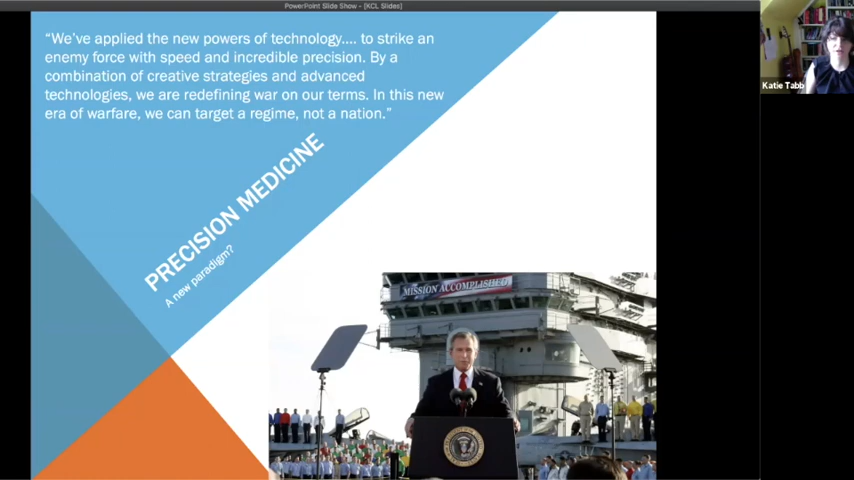 PowerPoint Slide Show - [KCL Slides]
“We’ve applied the new powers of technology.... to strike an
enemy force with speed and incredible precision. By a
combination of creative strategies and advanced
technologies, we are redefining war on our terms. In this new
era of warfare, we can target a regime, not a nation.”
PRECISION MEDICINE
A new paradigm?
MISSION ACCOMPLISHED
Katie Tabb